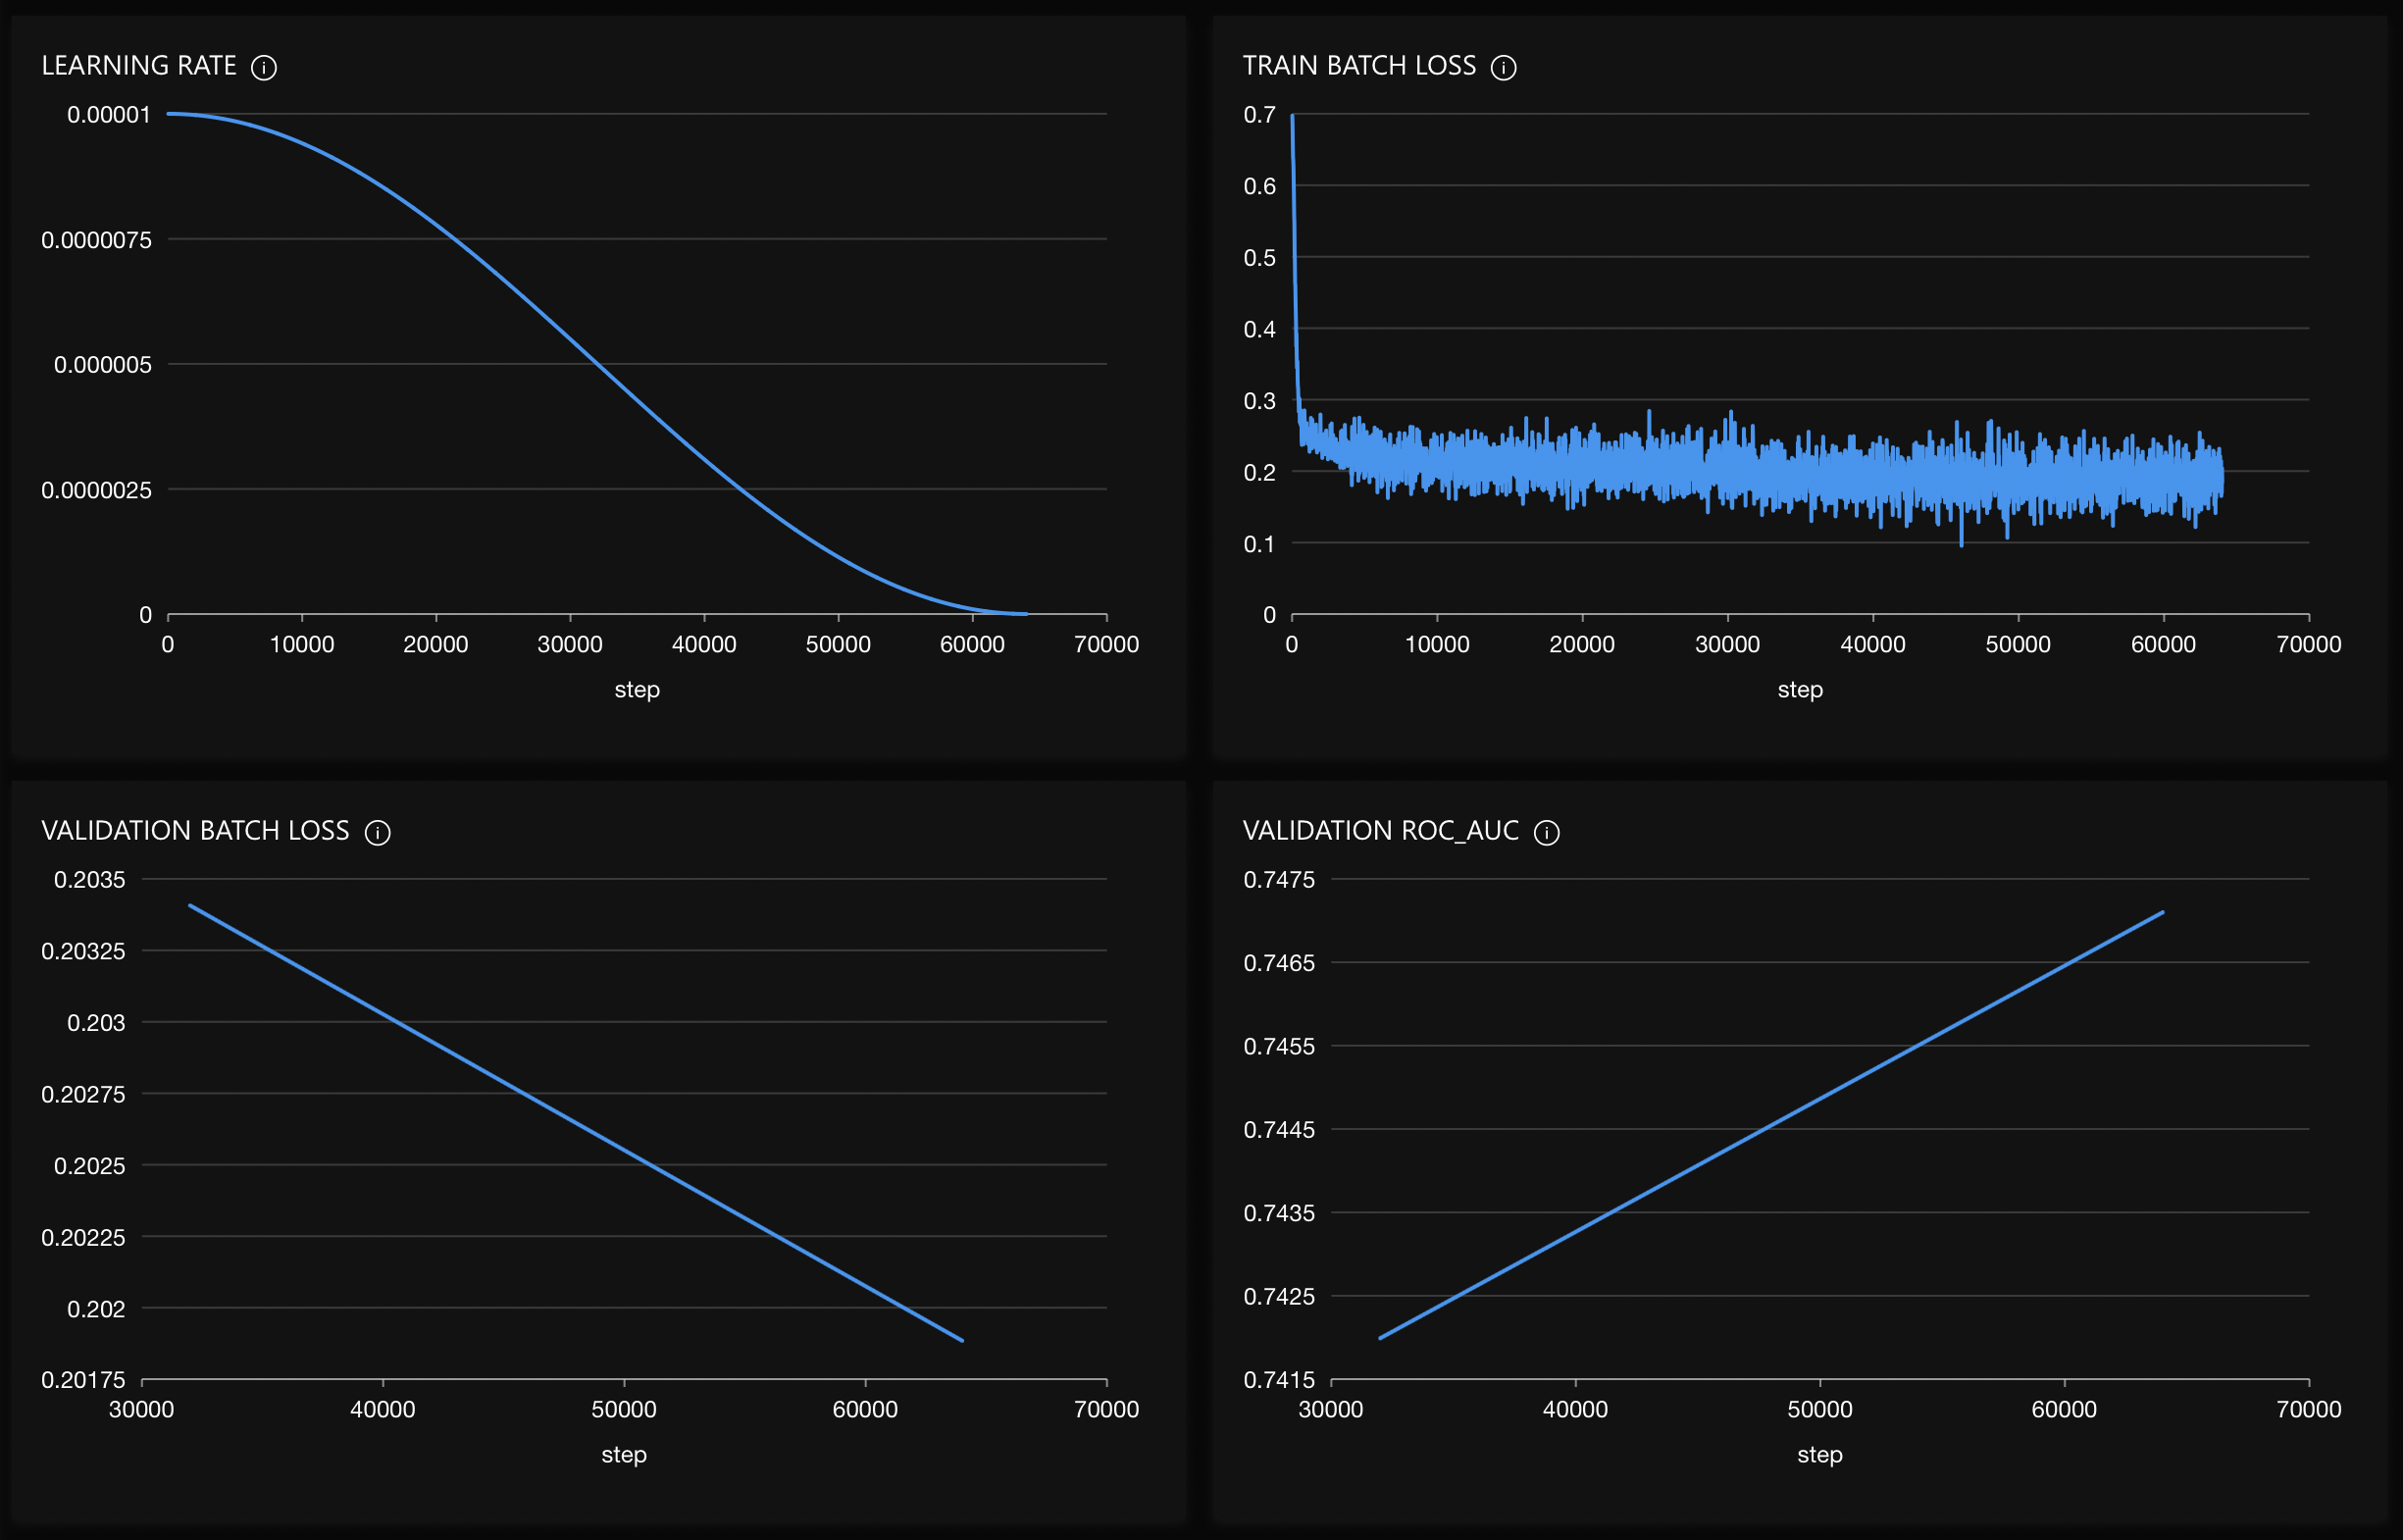 LEARNING RATE
0.00001
0.0000075
0.000005
0.0000025
0
0 10000 20000 30000 40000 50000 60000 70000
step
TRAIN BATCH LOSS
0.7
0.6
0.5
0.4
0.3
0.2
0.1
0
0 10000 20000 30000 40000 50000 60000 70000
step
VALIDATION BATCH LOSS
0.2035
0.20325
0.203
0.20275
0.2025
0.20225
0.202
0.20175
30000 40000 50000 60000 70000
step
VALIDATION ROC_AUC
0.7475
0.7465
0.7455
0.7445
0.7435
0.7425
0.7415
30000 40000 50000 60000 70000
step